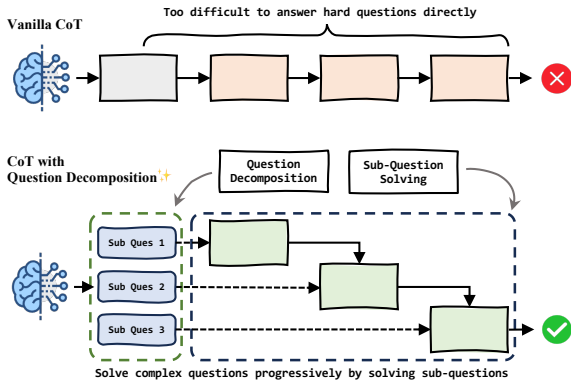 Too difficult to answer hard questions directly
Vanilla CoT
CoT with
Question Decomposition✨
Question
Decomposition
Sub-Question
Solving
Sub Ques 1
Sub Ques 2
Sub Ques 3
Solve complex questions progressively by solving sub-questions